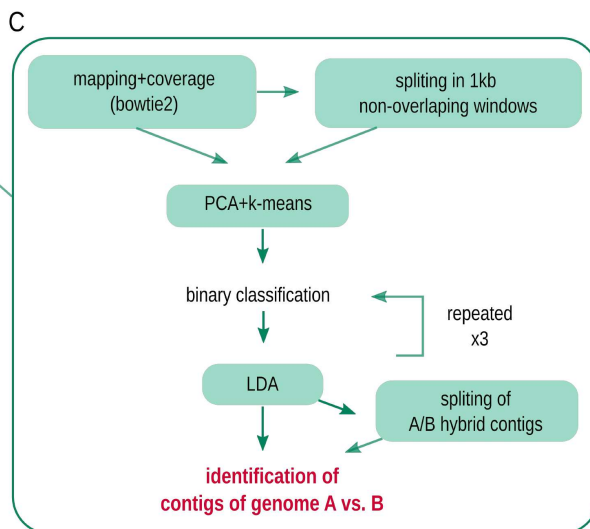 C
mapping+coverage
(bowtie2)
spliting in 1kb
non-overlaping windows
PCA+k-means
binary classification
repeated
x3
LDA
spliting of
A/B hybrid contigs
identification of
contigs of genome A vs. B